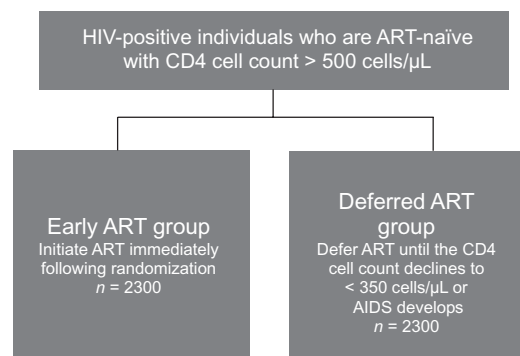 HIV-positive individuals who are ART-naïve
with CD4 cell count > 500 cells/µL
Early ART group
Initiate ART immediately
following randomization
n = 2300
Deferred ART
group
Defer ART until the CD4
cell count declines to
< 350 cells/µL or
AIDS develops
n = 2300